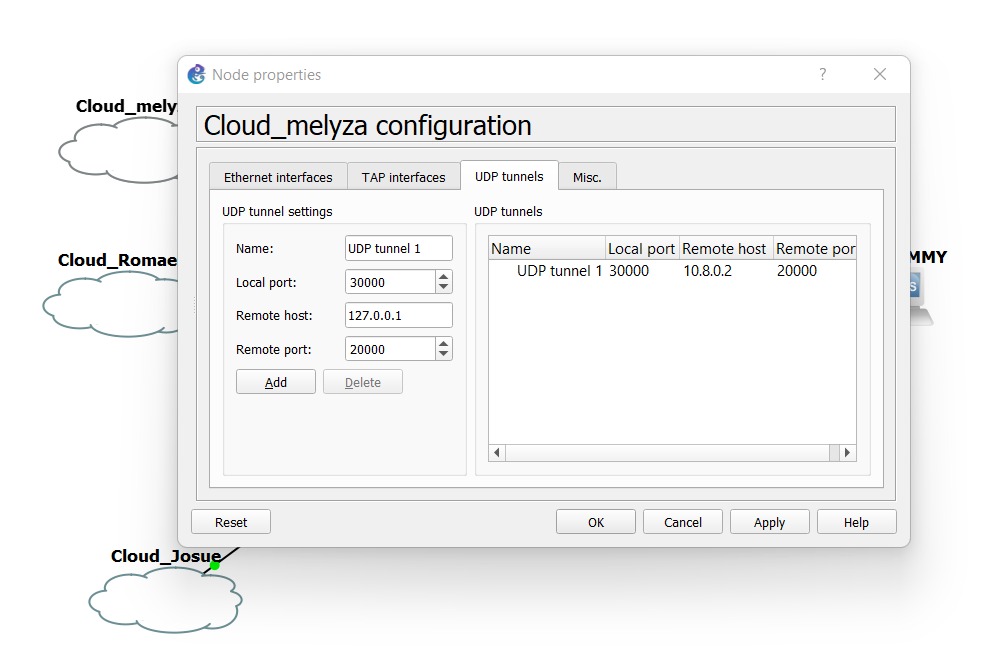 Node properties
?
Cloud_mely
Cloud_melyza configuration
Ethernet interfaces
TAP interfaces
UDP tunnels
Misc.
UDP tunnel settings
Name:
UDP tunnel 1
Local port:
30000
Remote host:
127.0.0.1
Remote port:
20000
Add
Delete
UDP tunnels
Name Local port Remote host Remote por
UDP tunnel 1 30000 10.8.0.2 20000
Cloud_Romae
MMY
S
Reset
OK
Cancel
Apply
Help
Cloud_Josue